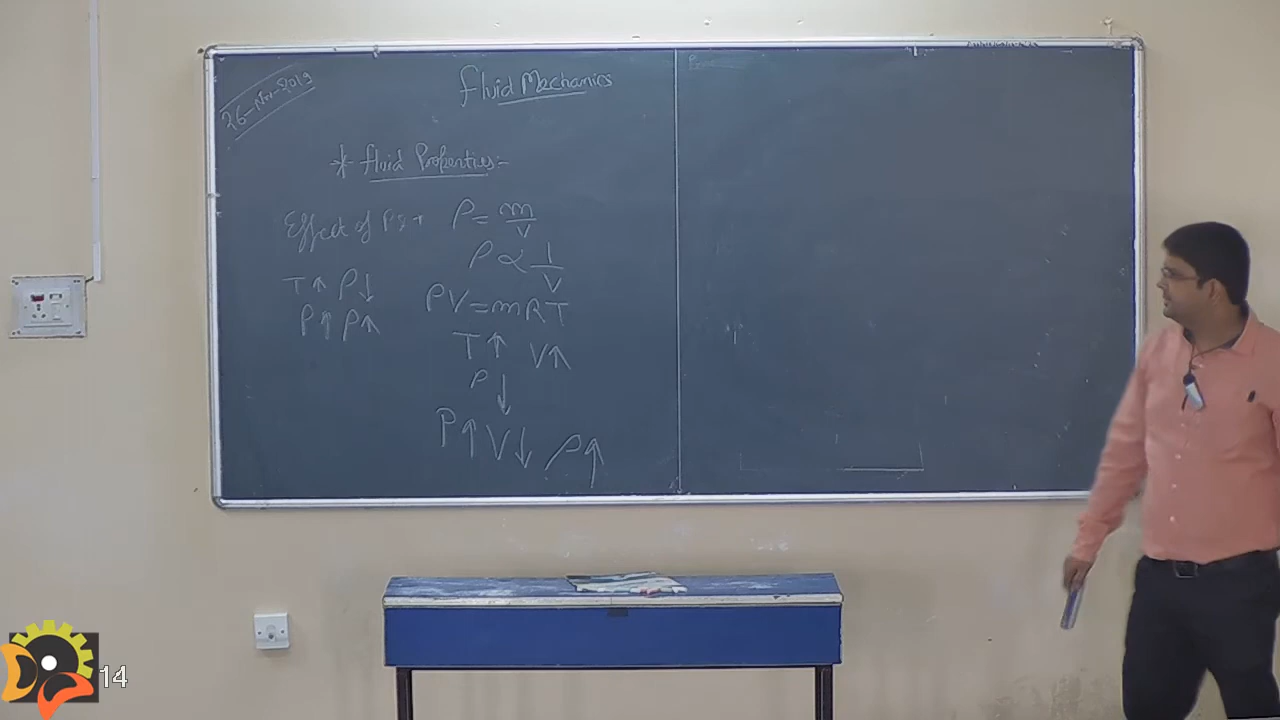 26-Nov-2019
Fluid Mechanics
* Fluid Properties:-
Effect of P & T
ρ = m/V
ρ ∝ 1/V
T↑ ρ↓
PV = mRT
P↑ ρ↑
T↑ V↑
ρ↓
P↑ V↓ ρ↑
14